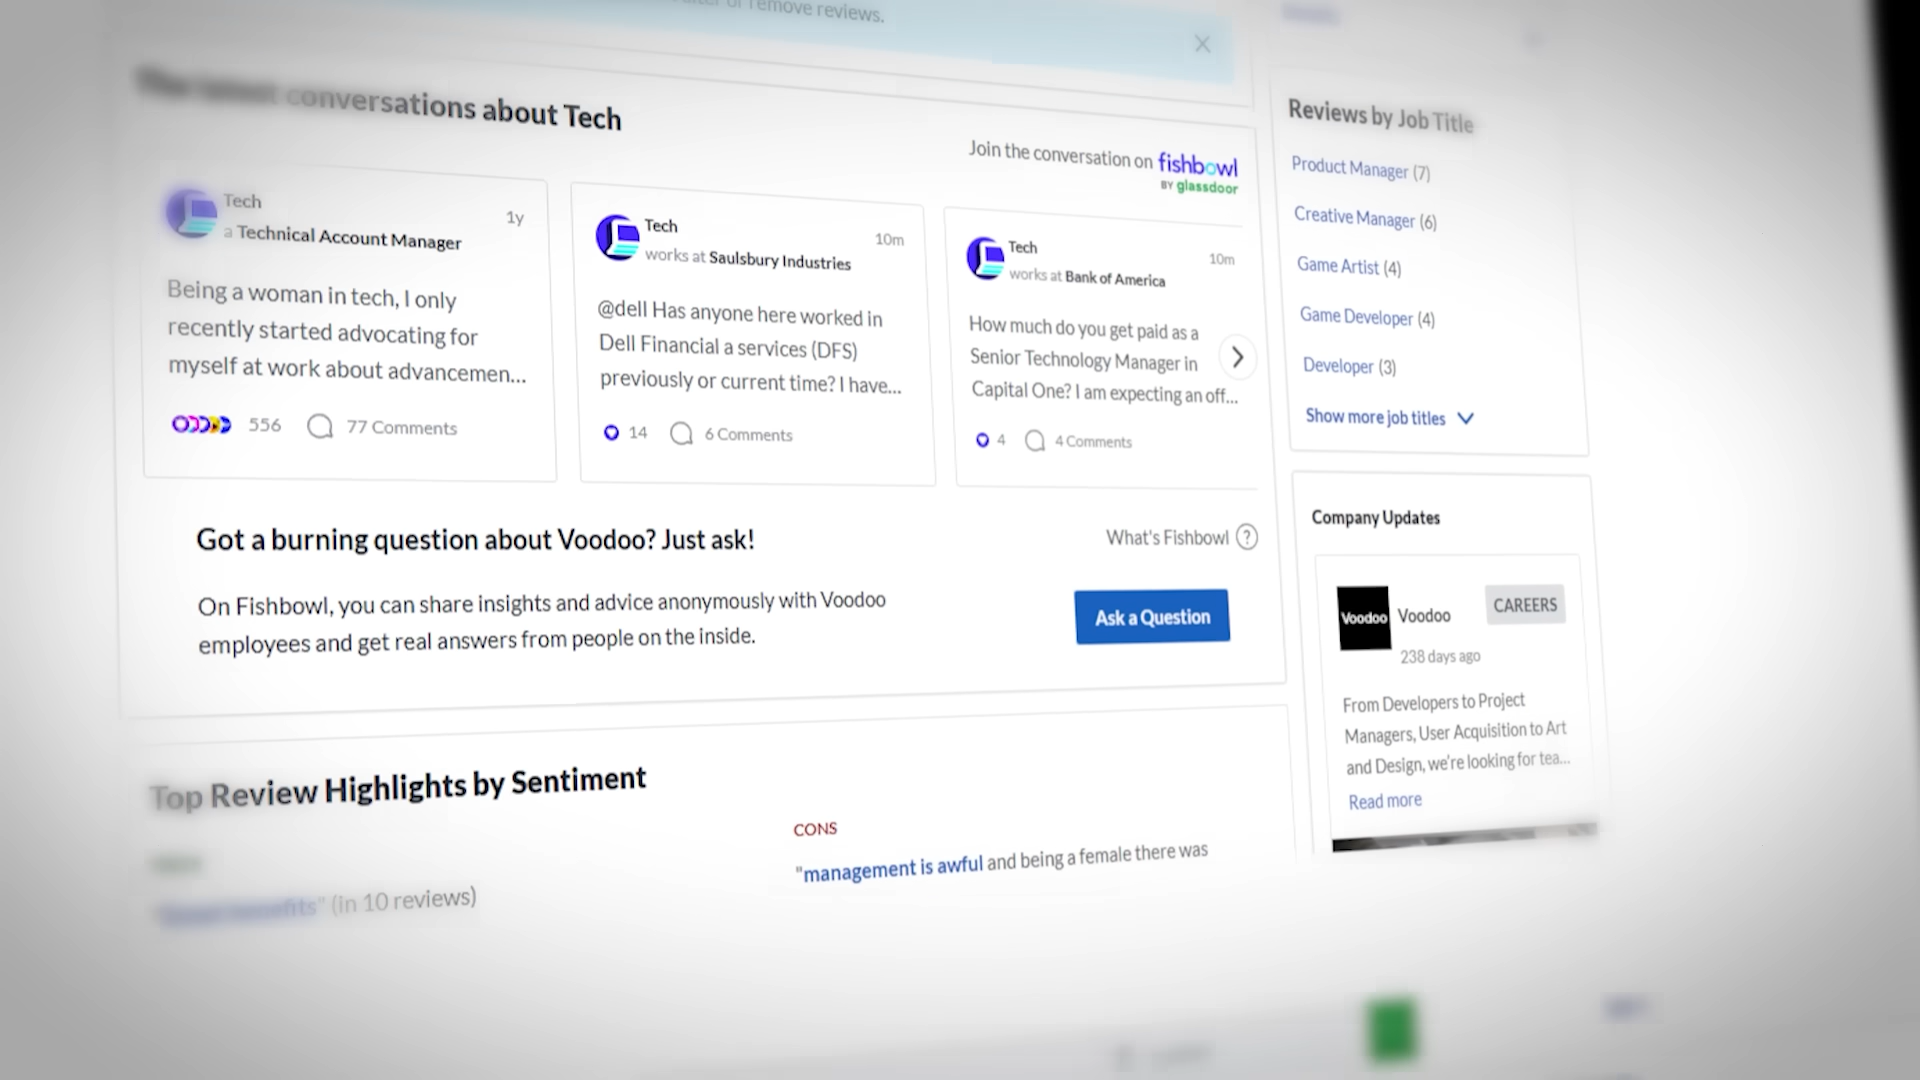 or remove reviews.
conversations about Tech
Join the conversation on fishbowl
BY glassdoor
Tech
a Technical Account Manager
1y
Being a woman in tech, I only
recently started advocating for
myself at work about advancemen...
556 77 Comments
Tech
works at Saulsbury Industries
10m
@dell Has anyone here worked in
Dell Financial a services (DFS)
previously or current time? I have...
14 6 Comments
Tech
works at Bank of America
10m
How much do you get paid as a
Senior Technology Manager in
Capital One? I am expecting an off...
4 4 Comments
Got a burning question about Voodoo? Just ask!
What's Fishbowl ?
On Fishbowl, you can share insights and advice anonymously with Voodoo
employees and get real answers from people on the inside.
Ask a Question
Top Review Highlights by Sentiment
(in 10 reviews)
CONS
"management is awful and being a female there was
Reviews by Job Title
Product Manager (7)
Creative Manager (6)
Game Artist (4)
Game Developer (4)
Developer (3)
Show more job titles
Company Updates
Voodoo
Voodoo
CAREERS
238 days ago
From Developers to Project
Managers, User Acquisition to Art
and Design, we're looking for tea...
Read more